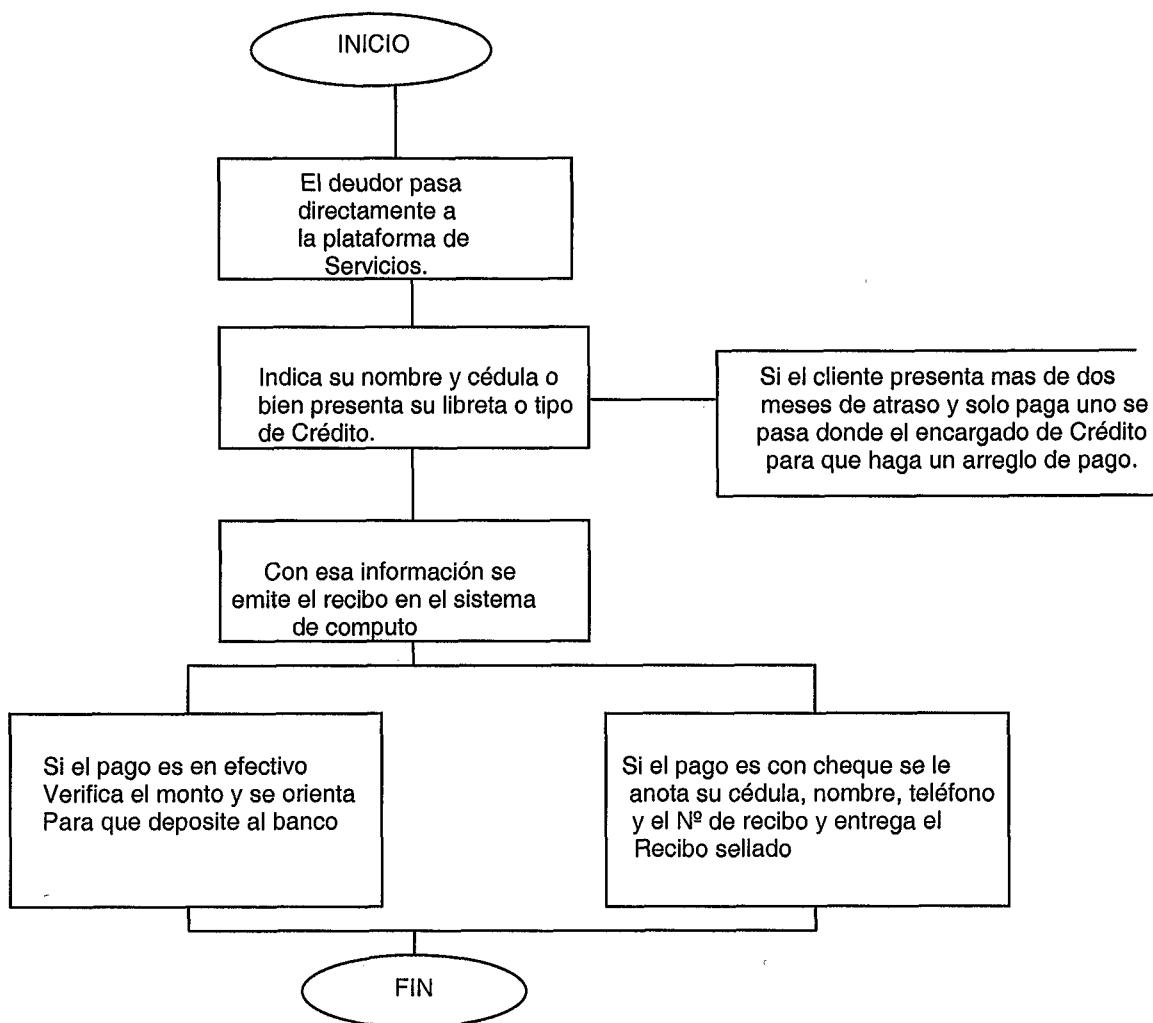 INICIO
El deudor pasa
directamente a
la plataforma de
Servicios.
Indica su nombre y cédula o
bien presenta su libreta o tipo
de Crédito.
Si el cliente presenta mas de dos
meses de atraso y solo paga uno se
pasa donde el encargado de Crédito
para que haga un arreglo de pago.
Con esa información se
emite el recibo en el sistema
de computo
Si el pago es en efectivo
Verifica el monto y se orienta
Para que deposite al banco
Si el pago es con cheque se le
anota su cédula, nombre, teléfono
y el Nº de recibo y entrega el
Recibo sellado
FIN